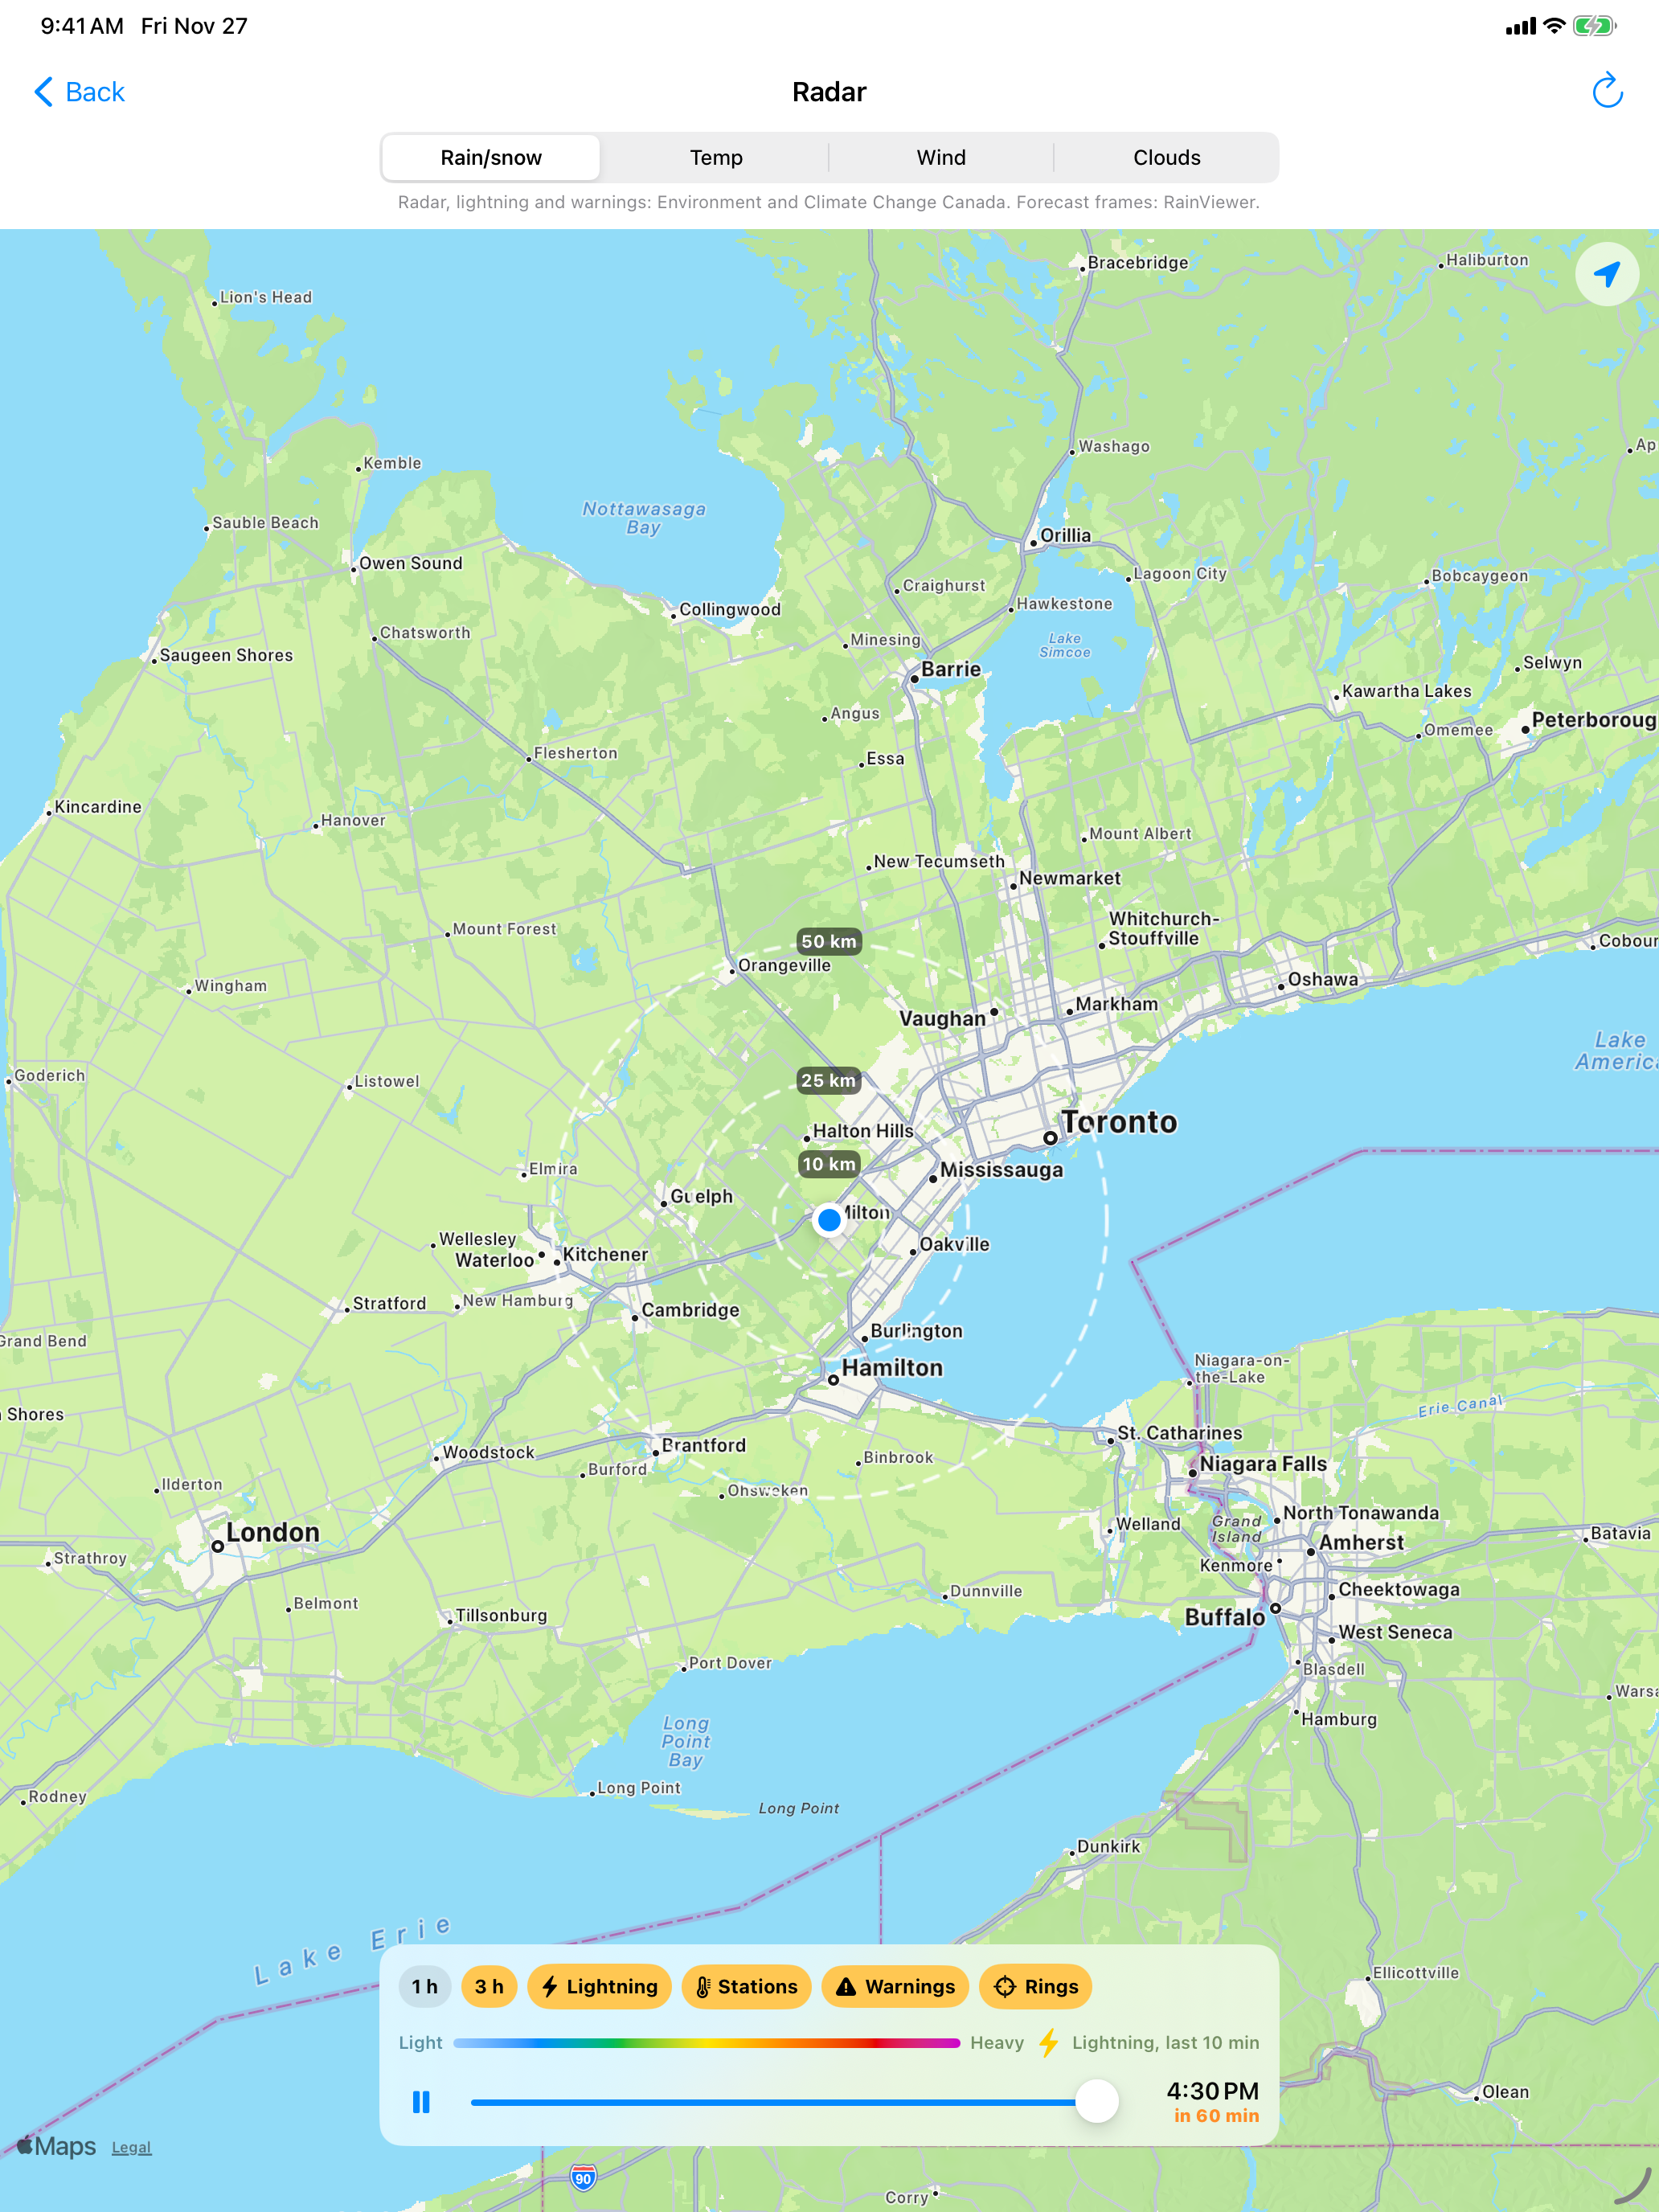 9:41 AM Fri Nov 27
Back
Radar
Rain/snow Temp Wind Clouds
Radar, lightning and warnings: Environment and Climate Change Canada. Forecast frames: RainViewer.
Bracebridge
Haliburton
Lion's Head
Washago
Ap
Kemble
Nottawasaga
Bay
Sauble Beach
Orillia
Owen Sound
Lagoon City
Bobcaygeon
Craighurst
Hawkestone
Collingwood
Chatsworth
Minesing
Lake
Simcoe
Saugeen Shores
Barrie
Selwyn
Kawartha Lakes
Angus
Peterboroug
Omemee
Flesherton
Essa
Kincardine
Hanover
Mount Albert
New Tecumseth
Newmarket
Whitchurch-
Stouffville
Mount Forest
50 km
Cobour
Orangeville
Oshawa
Wingham
Markham
Vaughan
Lake
America
Goderich
Listowel
25 km
Toronto
Halton Hills
10 km
Elmira
Mississauga
Guelph
Milton
Wellesley
Oakville
Waterloo
Kitchener
Stratford
New Hamburg
Cambridge
Grand Bend
Burlington
Hamilton
Niagara-on-
the-Lake
Erie Canal
Shores
St. Catharines
Woodstock
Brantford
Binbrook
Niagara Falls
Burford
Ilderton
Ohsweken
North Tonawanda
London
Welland
Grand
Island
Amherst
Batavia
Strathroy
Kenmore
Belmont
Dunnville
Cheektowaga
Tillsonburg
Buffalo
West Seneca
Port Dover
Blasdell
Warsa
Long
Point
Bay
Hamburg
Long Point
Rodney
Long Point
Dunkirk
Lake Erie
Ellicottville
1 h 3 h Lightning Stations Warnings Rings
Light Heavy Lightning, last 10 min
4:30 PM
in 60 min
Olean
Maps Legal
90
Corry